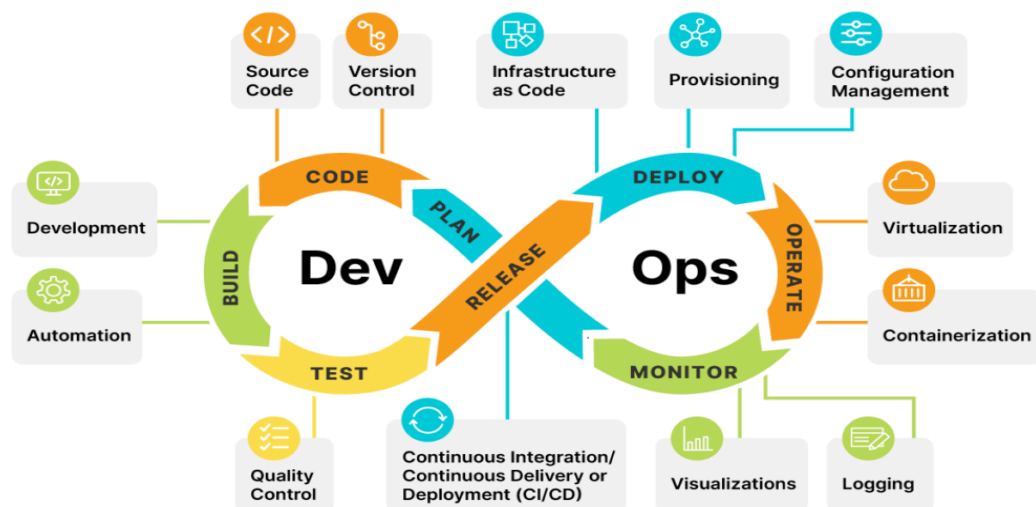 </>
Source
Code
Version
Control
Infrastructure
as Code
Provisioning
Configuration
Management
</>
Development
Automation
CODE
PLAN
BUILD
Dev
TEST
RELEASE
DEPLOY
Ops
OPERATE
MONITOR
Virtualization
Containerization
Quality
Control
Continuous Integration/
Continuous Delivery or
Deployment (CI/CD)
Visualizations
Logging